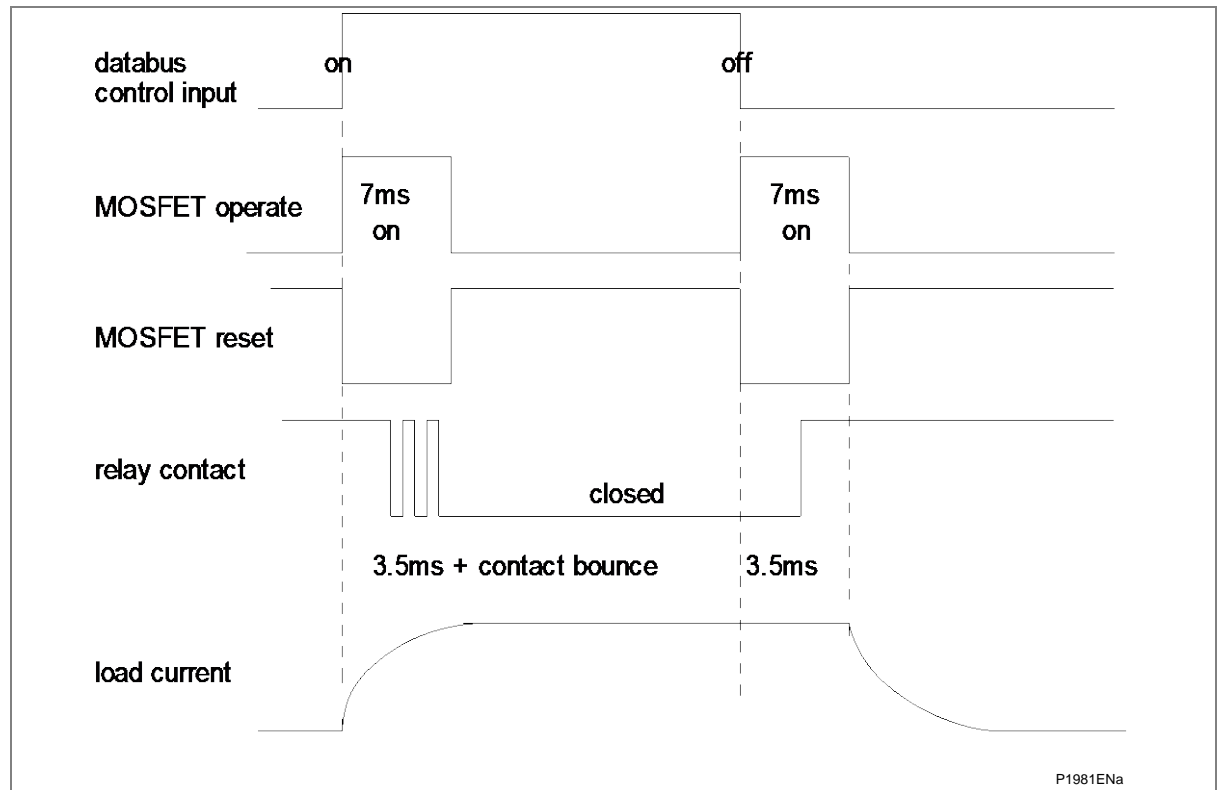 databus
control input
on
off
MOSFET operate
7ms
on
7ms
on
MOSFET reset
relay contact
closed
3.5ms + contact bounce
3.5ms
load current
P1981ENa